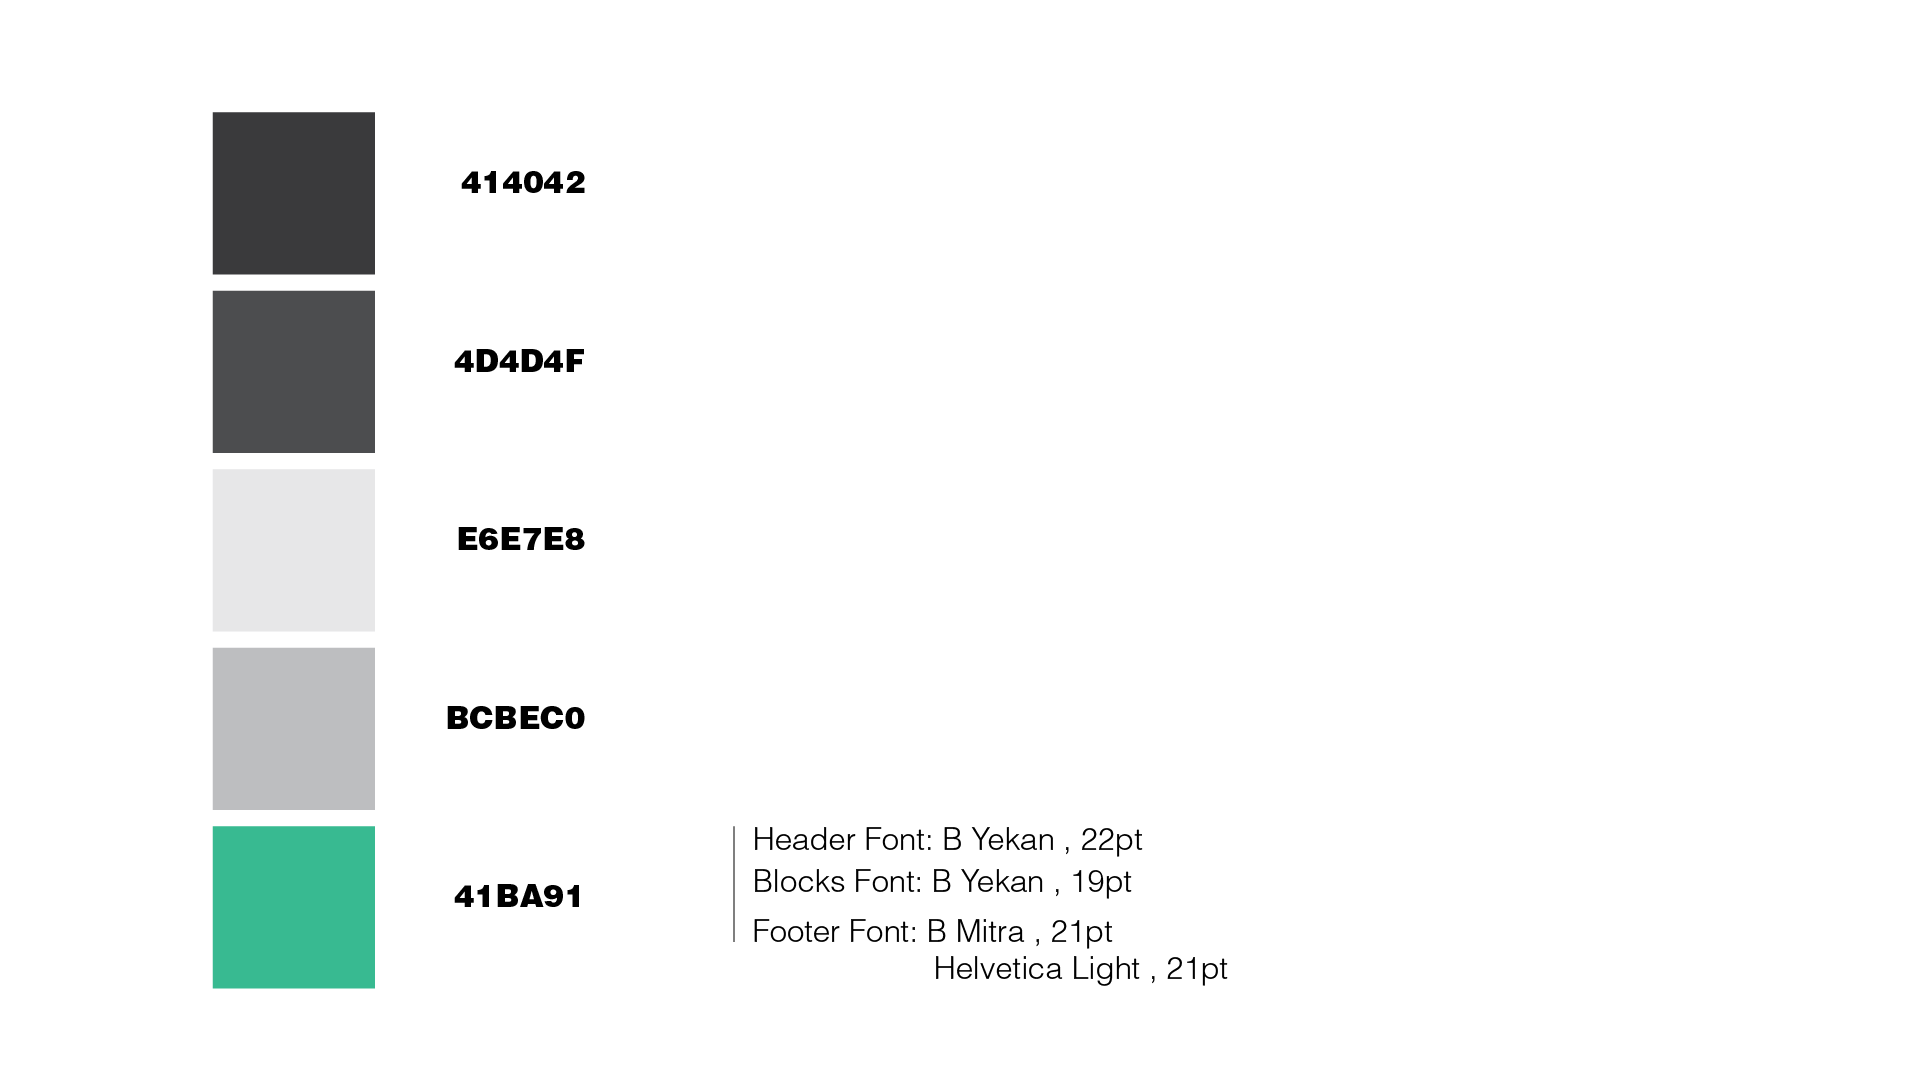 414042
4D4D4F
E6E7E8
BCBEC0
41BA91
Header Font: B Yekan , 22pt
Blocks Font: B Yekan , 19pt
Footer Font: B Mitra , 21pt
Helvetica Light , 21pt